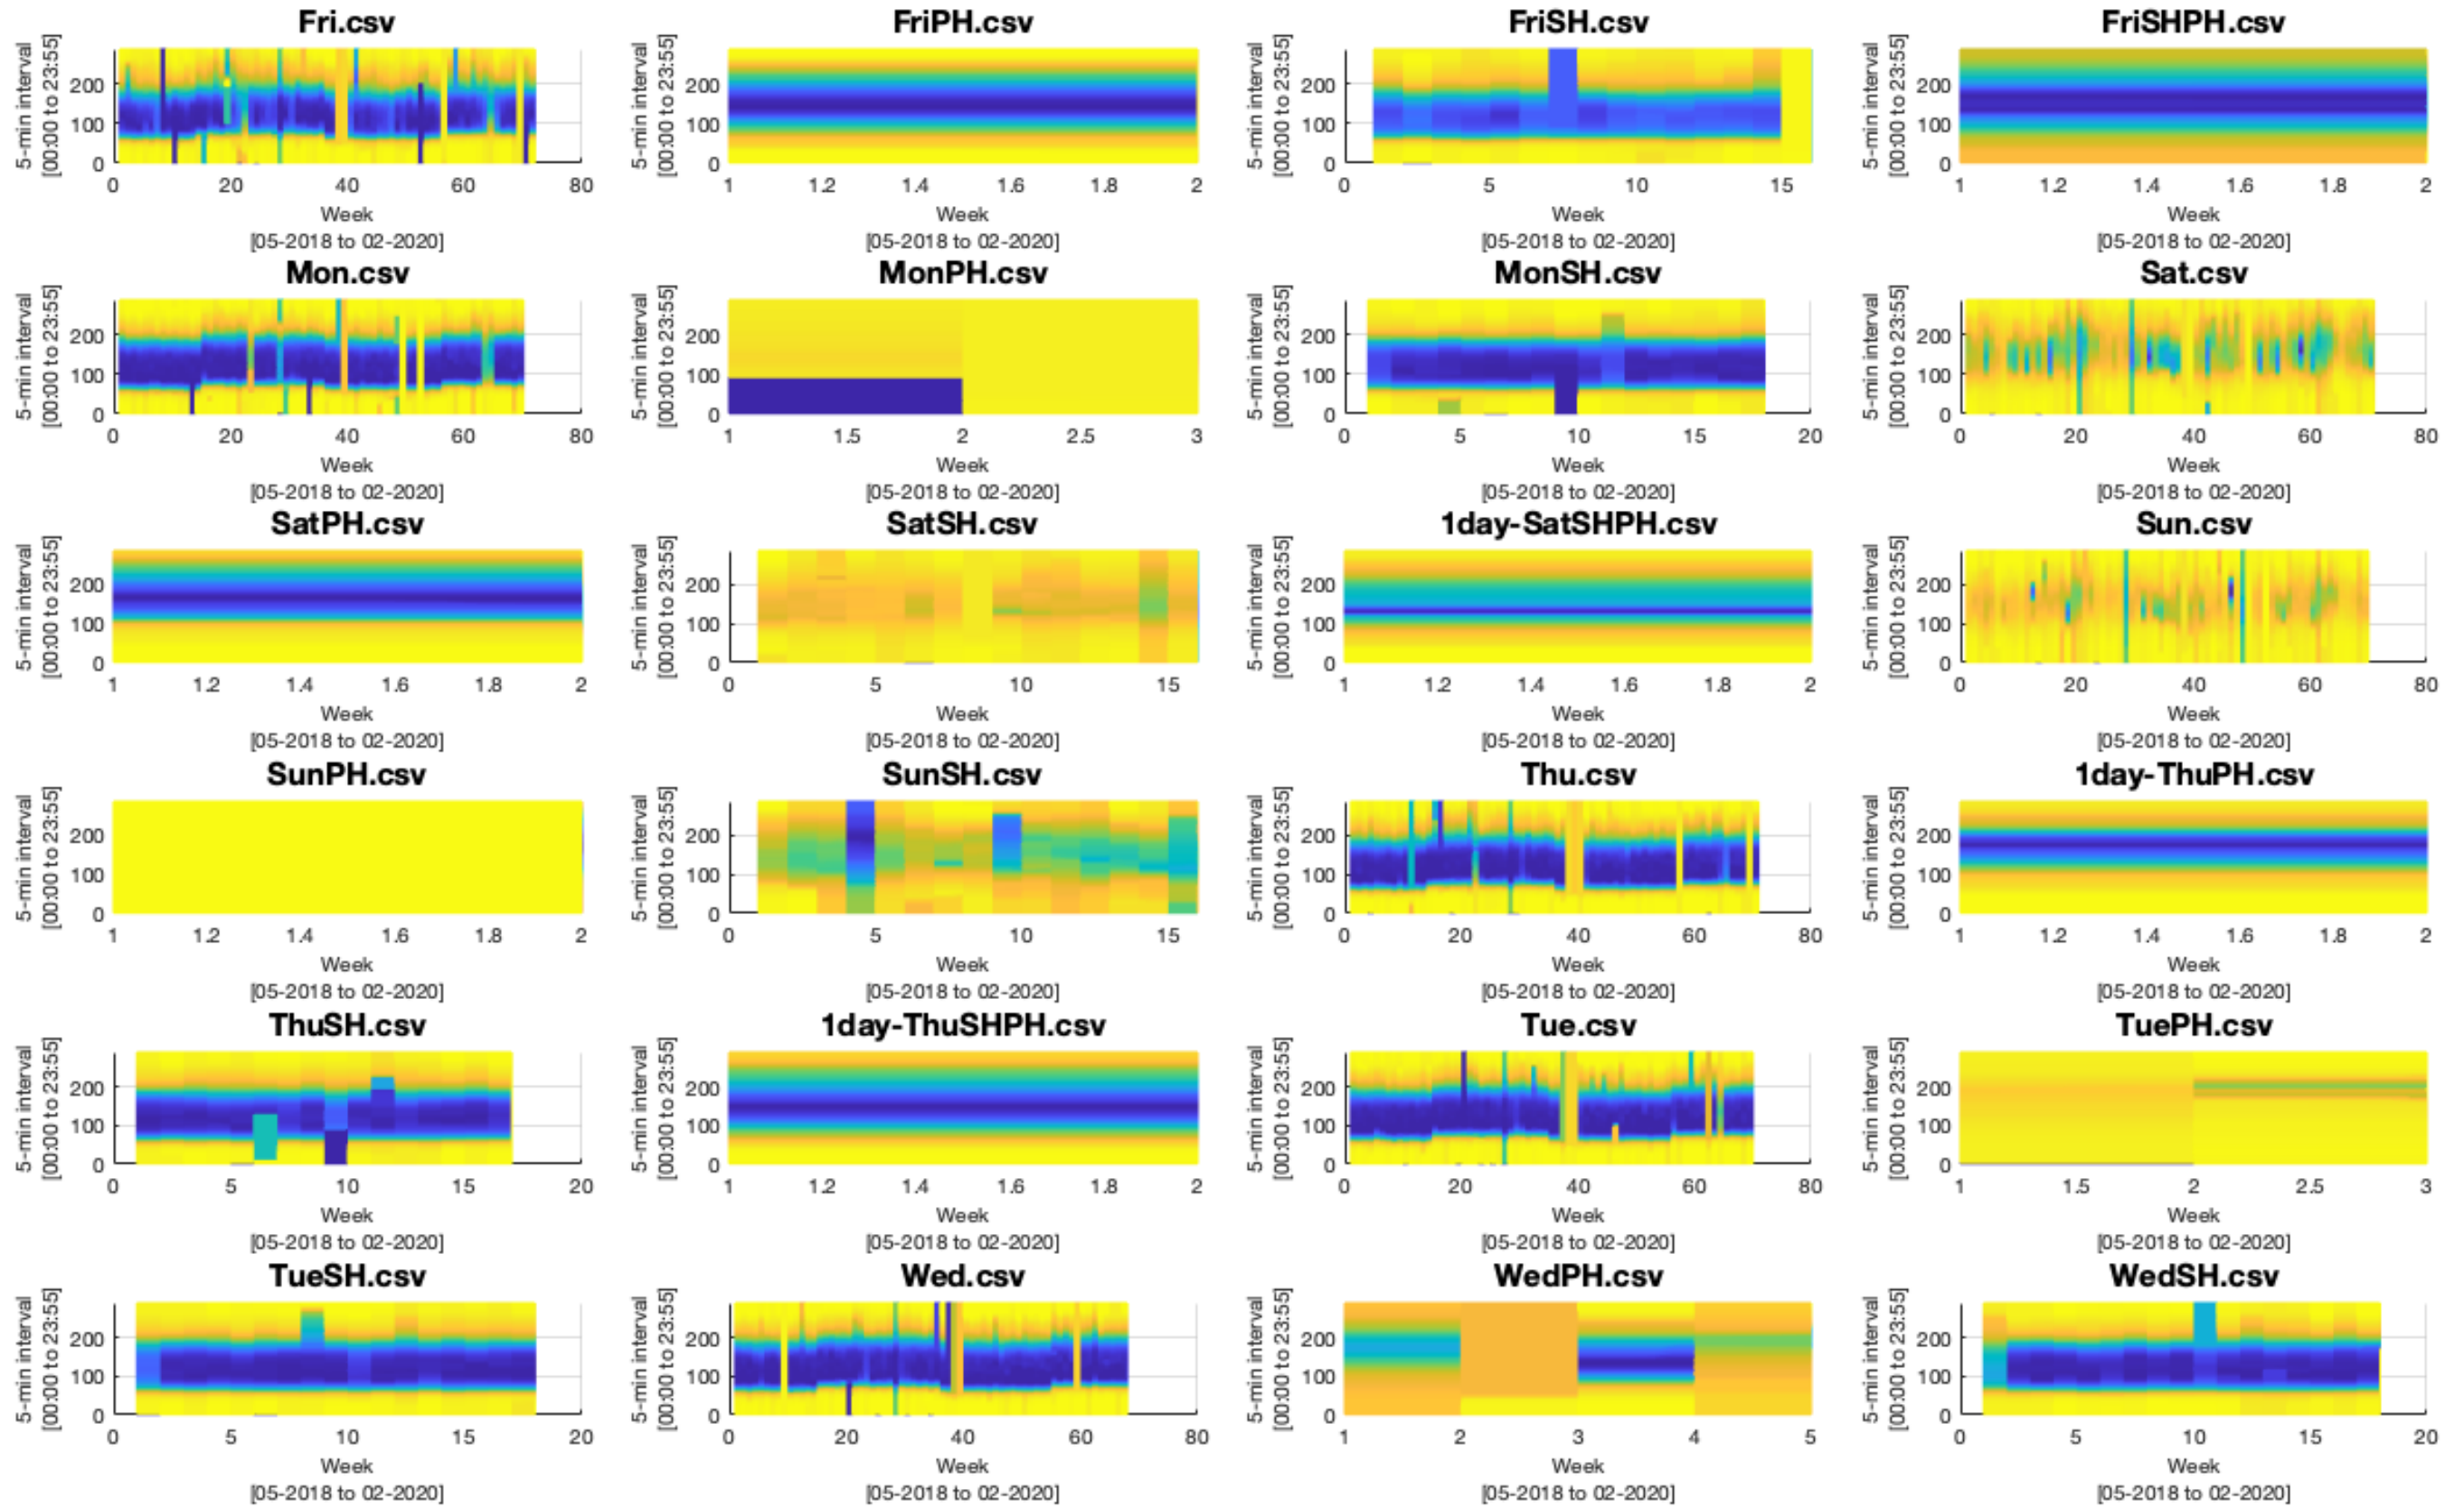 Fri.csv
5-min interval
[00:00 to 23:55]
200
100
0
0 20 40 60 80
Week
[05-2018 to 02-2020]
FriPH.csv
5-min interval
[00:00 to 23:55]
200
100
0
1 1.2 1.4 1.6 1.8 2
Week
[05-2018 to 02-2020]
FriSH.csv
5-min interval
[00:00 to 23:55]
200
100
0
0 5 10 15
Week
[05-2018 to 02-2020]
FriSHPH.csv
5-min interval
[00:00 to 23:55]
200
100
0
1 1.2 1.4 1.6 1.8 2
Week
[05-2018 to 02-2020]
Mon.csv
5-min interval
[00:00 to 23:55]
200
100
0
0 20 40 60 80
Week
[05-2018 to 02-2020]
MonPH.csv
5-min interval
[00:00 to 23:55]
200
100
0
1 1.5 2 2.5 3
Week
[05-2018 to 02-2020]
MonSH.csv
5-min interval
[00:00 to 23:55]
200
100
0
0 5 10 15 20
Week
[05-2018 to 02-2020]
Sat.csv
5-min interval
[00:00 to 23:55]
200
100
0
0 20 40 60 80
Week
[05-2018 to 02-2020]
SatPH.csv
5-min interval
[00:00 to 23:55]
200
100
0
1 1.2 1.4 1.6 1.8 2
Week
[05-2018 to 02-2020]
SatSH.csv
5-min interval
[00:00 to 23:55]
200
100
0
0 5 10 15
Week
[05-2018 to 02-2020]
1day-SatSHPH.csv
5-min interval
[00:00 to 23:55]
200
100
0
1 1.2 1.4 1.6 1.8 2
Week
[05-2018 to 02-2020]
Sun.csv
5-min interval
[00:00 to 23:55]
200
100
0
0 20 40 60 80
Week
[05-2018 to 02-2020]
SunPH.csv
5-min interval
[00:00 to 23:55]
200
100
0
1 1.2 1.4 1.6 1.8 2
Week
[05-2018 to 02-2020]
SunSH.csv
5-min interval
[00:00 to 23:55]
200
100
0
0 5 10 15
Week
[05-2018 to 02-2020]
Thu.csv
5-min interval
[00:00 to 23:55]
200
100
0
0 20 40 60 80
Week
[05-2018 to 02-2020]
1day-ThuPH.csv
5-min interval
[00:00 to 23:55]
200
100
0
1 1.2 1.4 1.6 1.8 2
Week
[05-2018 to 02-2020]
ThuSH.csv
5-min interval
[00:00 to 23:55]
200
100
0
0 5 10 15 20
Week
[05-2018 to 02-2020]
1day-ThuSHPH.csv
5-min interval
[00:00 to 23:55]
200
100
0
1 1.2 1.4 1.6 1.8 2
Week
[05-2018 to 02-2020]
Tue.csv
5-min interval
[00:00 to 23:55]
200
100
0
0 20 40 60 80
Week
[05-2018 to 02-2020]
TuePH.csv
5-min interval
[00:00 to 23:55]
200
100
0
1 1.5 2 2.5 3
Week
[05-2018 to 02-2020]
TueSH.csv
5-min interval
[00:00 to 23:55]
200
100
0
0 5 10 15 20
Week
[05-2018 to 02-2020]
Wed.csv
5-min interval
[00:00 to 23:55]
200
100
0
0 20 40 60 80
Week
[05-2018 to 02-2020]
WedPH.csv
5-min interval
[00:00 to 23:55]
200
100
0
1 2 3 4 5
Week
[05-2018 to 02-2020]
WedSH.csv
5-min interval
[00:00 to 23:55]
200
100
0
0 5 10 15 20
Week
[05-2018 to 02-2020]